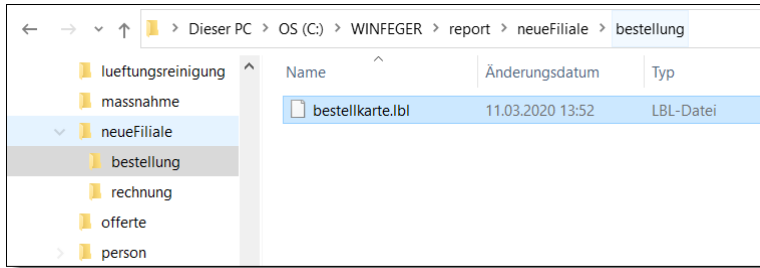 Dieser PC > OS (C:) > WINFEGER > report > neueFiliale > bestellung
lueftungsreinigung
massnahme
neueFiliale
bestellung
rechnung
offerte
person
Name Änderungsdatum Typ
bestellkarte.lbl 11.03.2020 13:52 LBL-Datei